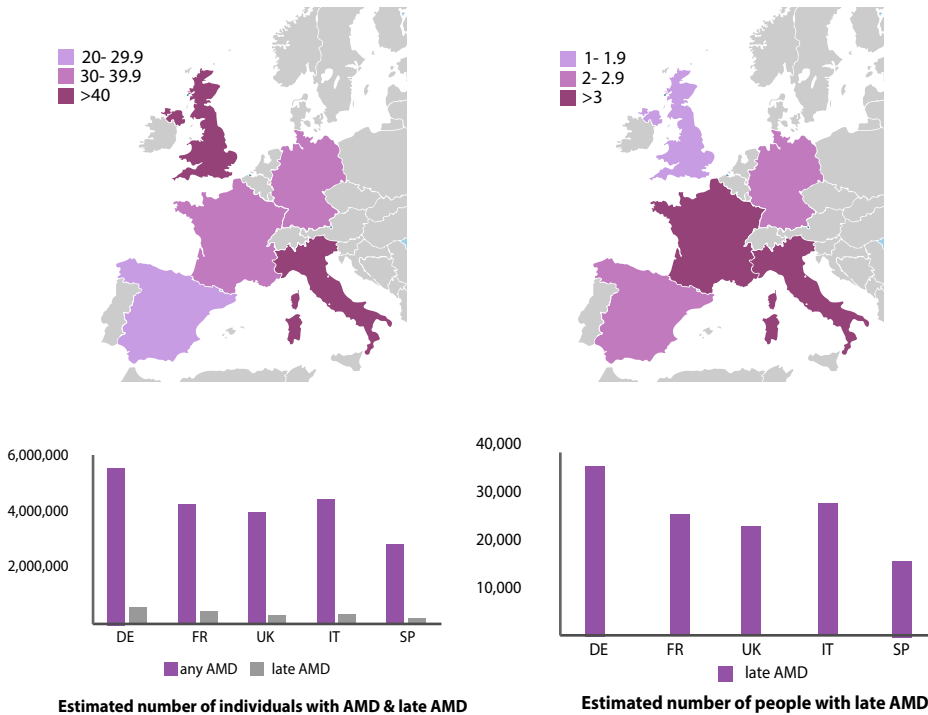 20- 29.9
30- 39.9
>40
1- 1.9
2- 2.9
>3
6,000,000
4,000,000
2,000,000
DE FR UK IT SP
any AMD late AMD
Estimated number of individuals with AMD & late AMD
40,000
30,000
20,000
10,000
DE FR UK IT SP
late AMD
Estimated number of people with late AMD